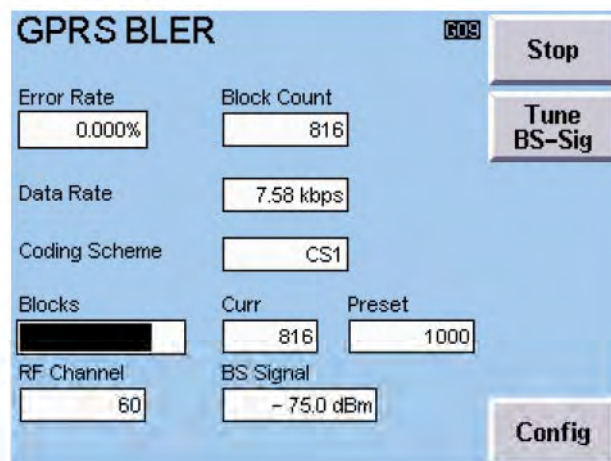 GPRS BLER
G09
Stop
Error Rate
Block Count
0.000%
816
Tune
BS-Sig
Data Rate
7.58 kbps
Coding Scheme
CS1
Blocks
Curr
Preset
816
1000
RF Channel
BS Signal
60
- 75.0 dBm
Config